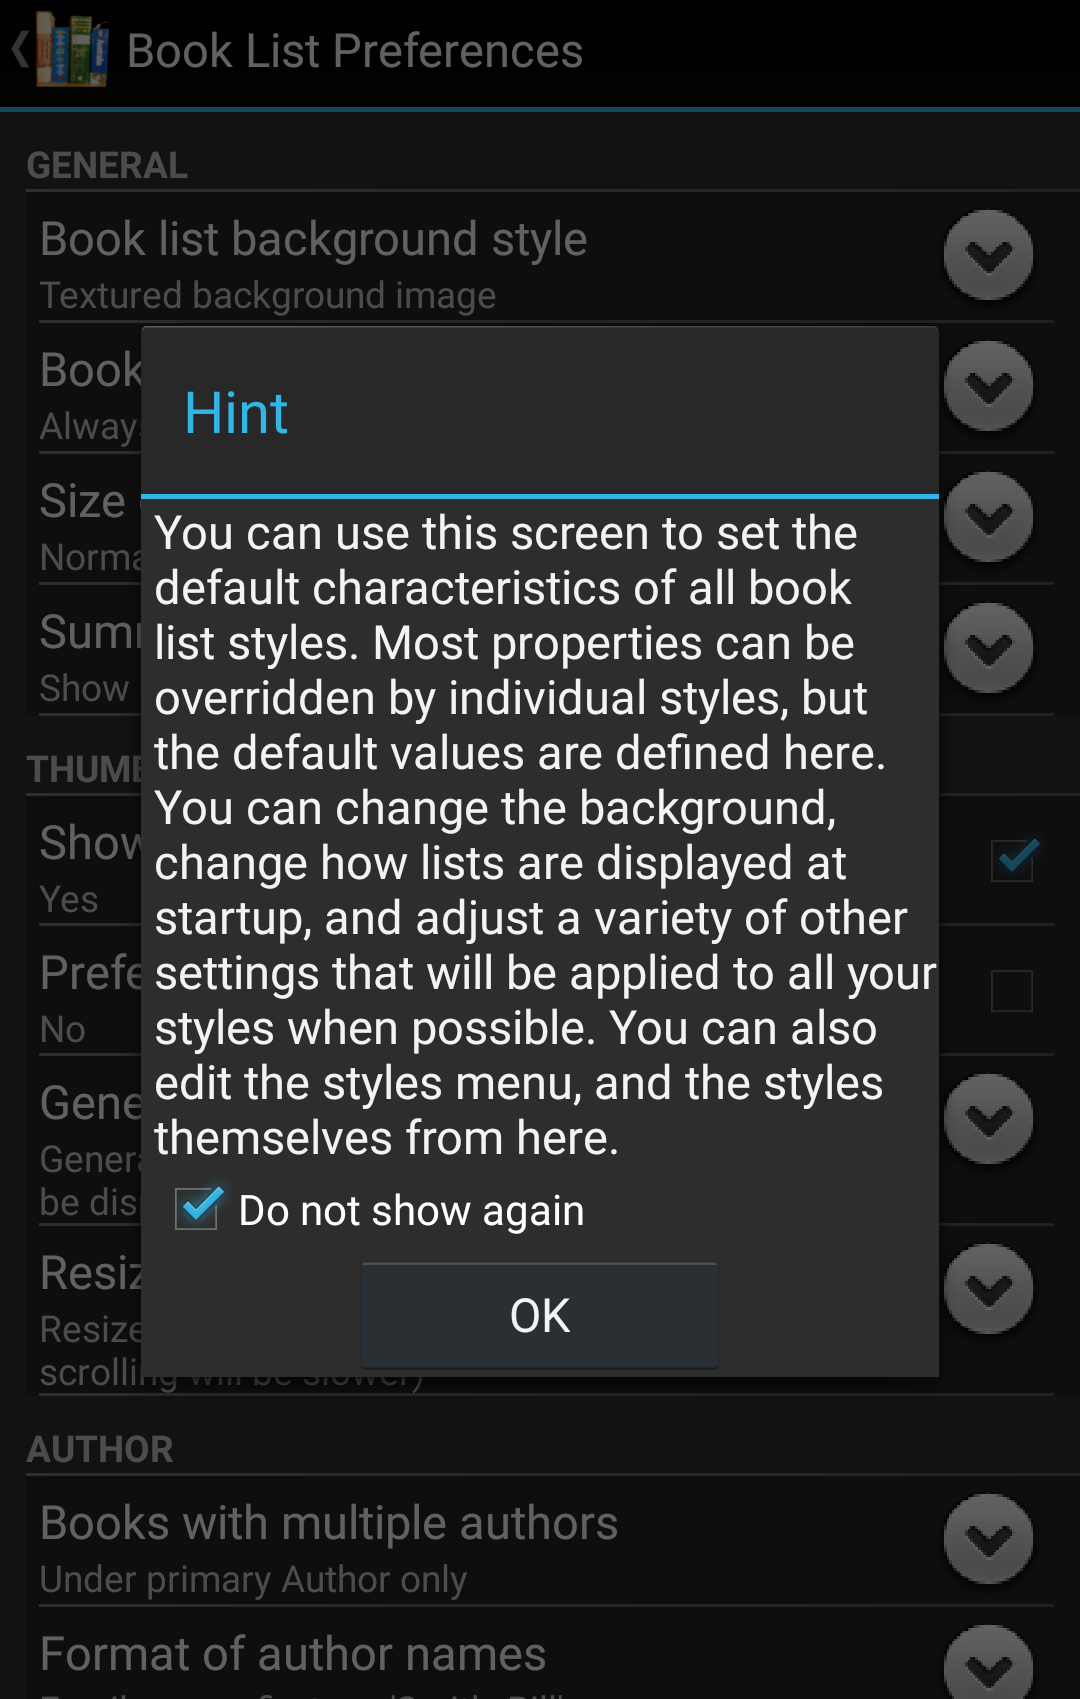 Book List Preferences
GENERAL
Book list background style
Textured background image
Book
Always
Size
Norma
Summ
Show
THUMB
Show
Yes
Prefe
No
Gene
Genera
be dis
Resiz
Resize
scrolling will be slower)
Hint
You can use this screen to set the
default characteristics of all book
list styles. Most properties can be
overridden by individual styles, but
the default values are defined here.
You can change the background,
change how lists are displayed at
startup, and adjust a variety of other
settings that will be applied to all your
styles when possible. You can also
edit the styles menu, and the styles
themselves from here.
Do not show again
OK
AUTHOR
Books with multiple authors
Under primary Author only
Format of author names